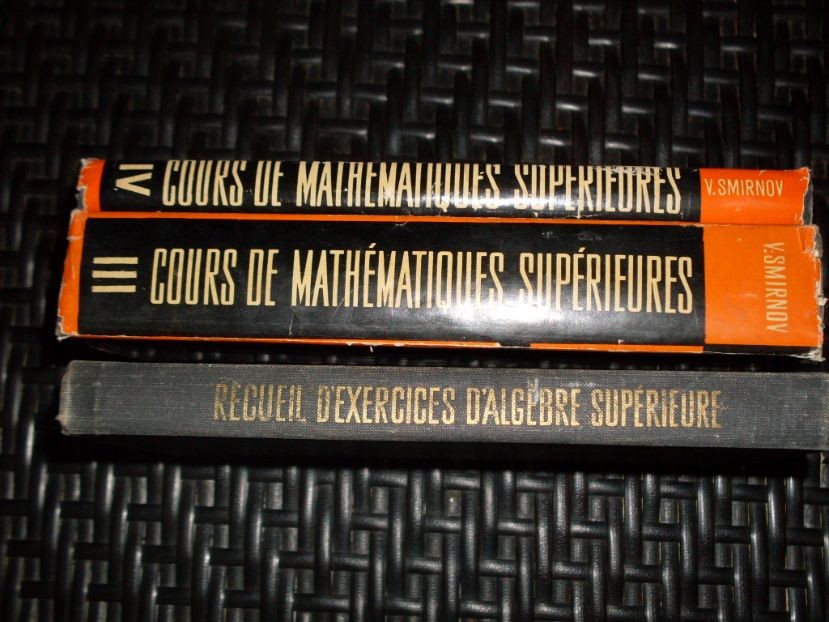 IV COURS DE MATHÉMATIQUES SUPÉRIEURES V. SMIRNOV
III COURS DE MATHÉMATIQUES SUPÉRIEURES V. SMIRNOV
RECUEIL D'EXERCICES D'ALGÈBRE SUPÉRIEURE